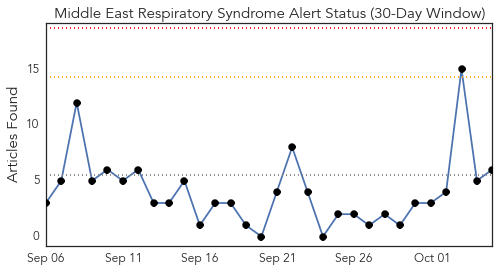 Middle East Respiratory Syndrome Alert Status (30-Day Window)
Articles Found
15
10
5
0
Sep 06 Sep 11 Sep 16 Sep 21 Sep 26 Oct 01